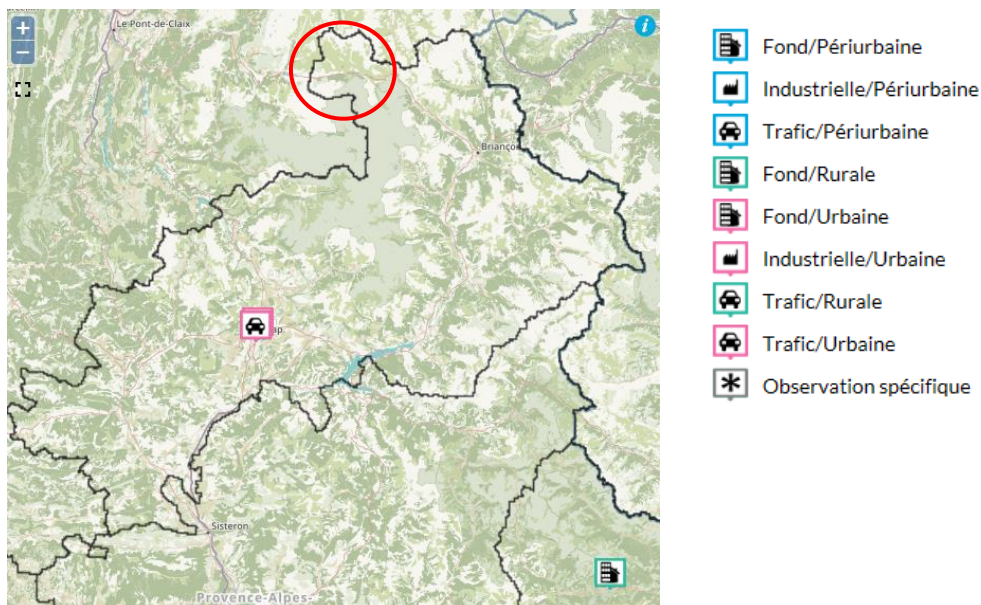 +
Le Pont-de-Claix
i
−
Briançon
ap
Sisteron
Provence-Alpes-
Fond/Périurbaine
Industrielle/Périurbaine
Trafic/Périurbaine
Fond/Rurale
Fond/Urbaine
Industrielle/Urbaine
Trafic/Rurale
Trafic/Urbaine
Observation spécifique